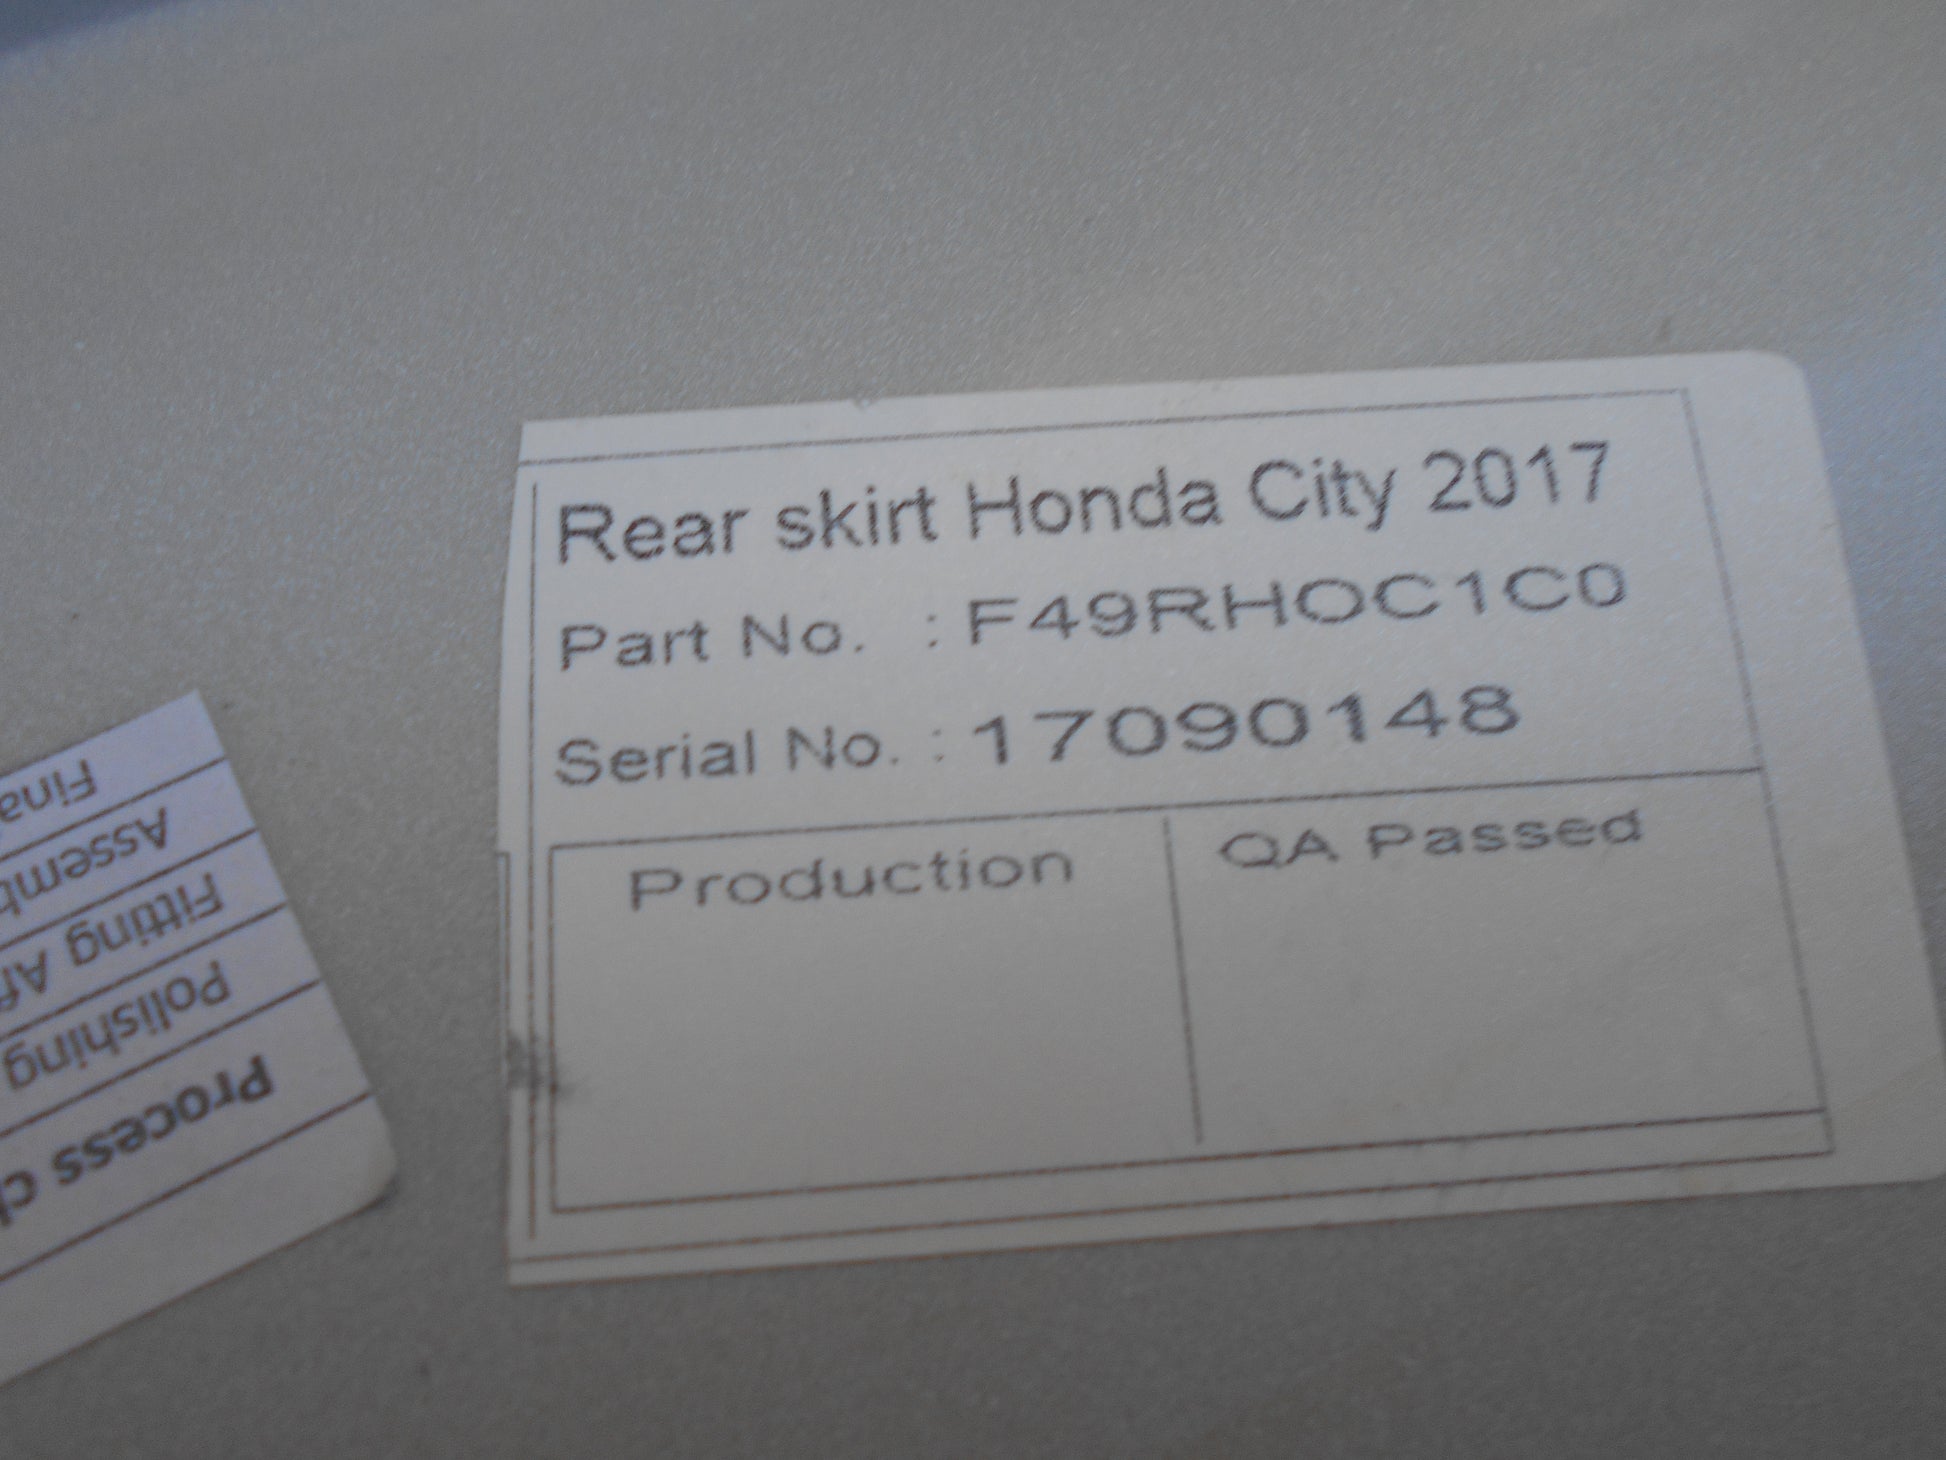 Rear skirt Honda City 2017
Part No. : F49RHOC1C0
Serial No. : 17090148
Production QA Passed
Process
Polishing
Fitting